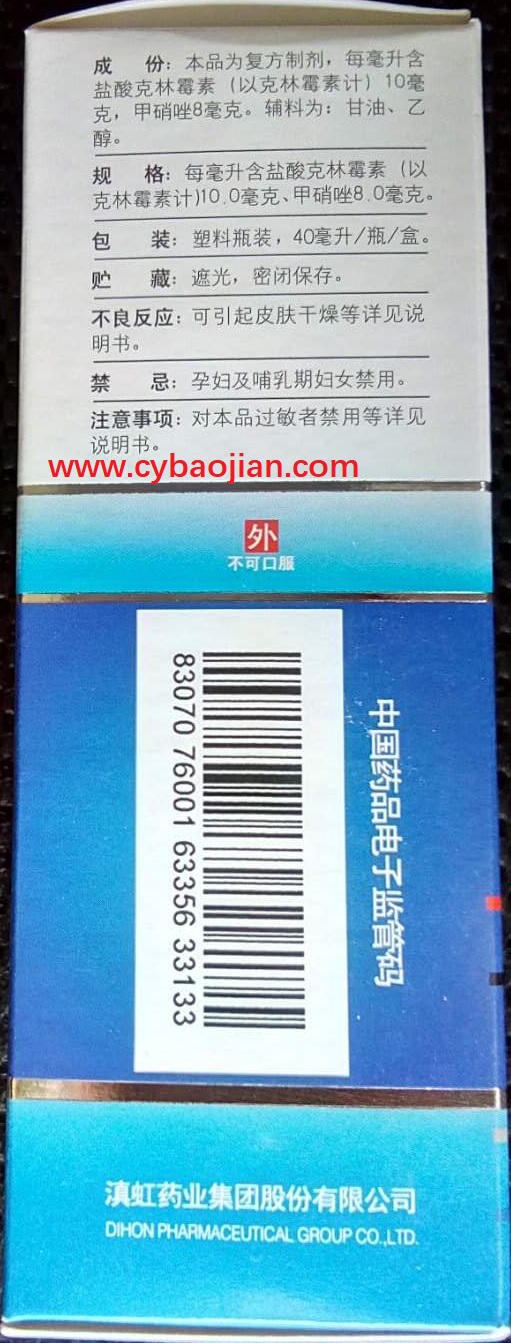 成　份：本品为复方制剂，每毫升含
盐酸克林霉素（以克林霉素计）10毫
克，甲硝唑8毫克。辅料为：甘油、乙
醇。
规　格：每毫升含盐酸克林霉素（以
克林霉素计)10.0毫克、甲硝唑8.0毫克。
包　装：塑料瓶装，40毫升/瓶/盒。
贮　藏：遮光，密闭保存。
不良反应：可引起皮肤干燥等详见说
明书。
禁　忌：孕妇及哺乳期妇女禁用。
注意事项：对本品过敏者禁用等详见
说明书。
www.cybaojian.com
外
不可口服
中国药品电子监管码
83070 76001 63356 33133
滇虹药业集团股份有限公司
DIHON PHARMACEUTICAL GROUP CO.,LTD.